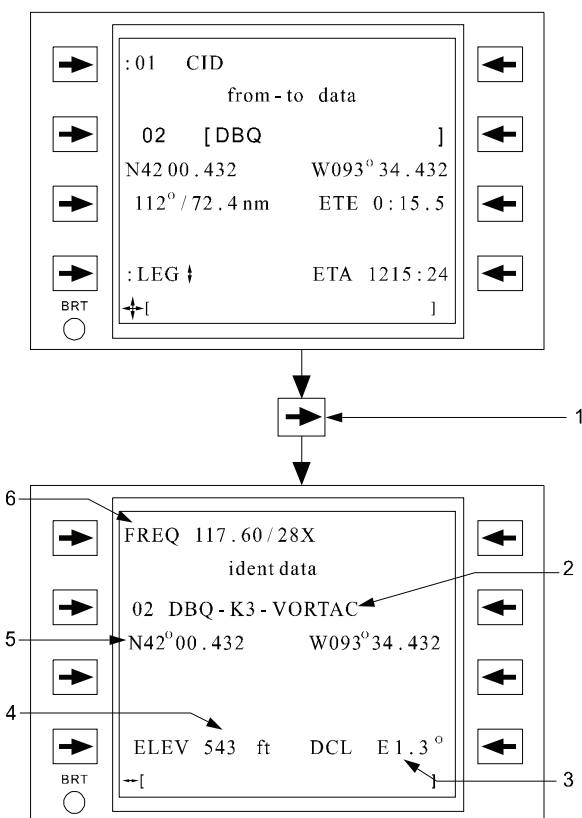 :01 CID
from-to data
02 [DBQ ]
N42 00.432 W093° 34.432
112°/72.4 nm ETE 0:15.5
:LEG ETA 1215:24
BRT
[ ]
1
6
FREQ 117.60/28X
ident data
2
02 DBQ-K3-VORTAC
5
N42°00.432 W093°34.432
4
ELEV 543 ft DCL E1.3°
3
BRT
[ ]